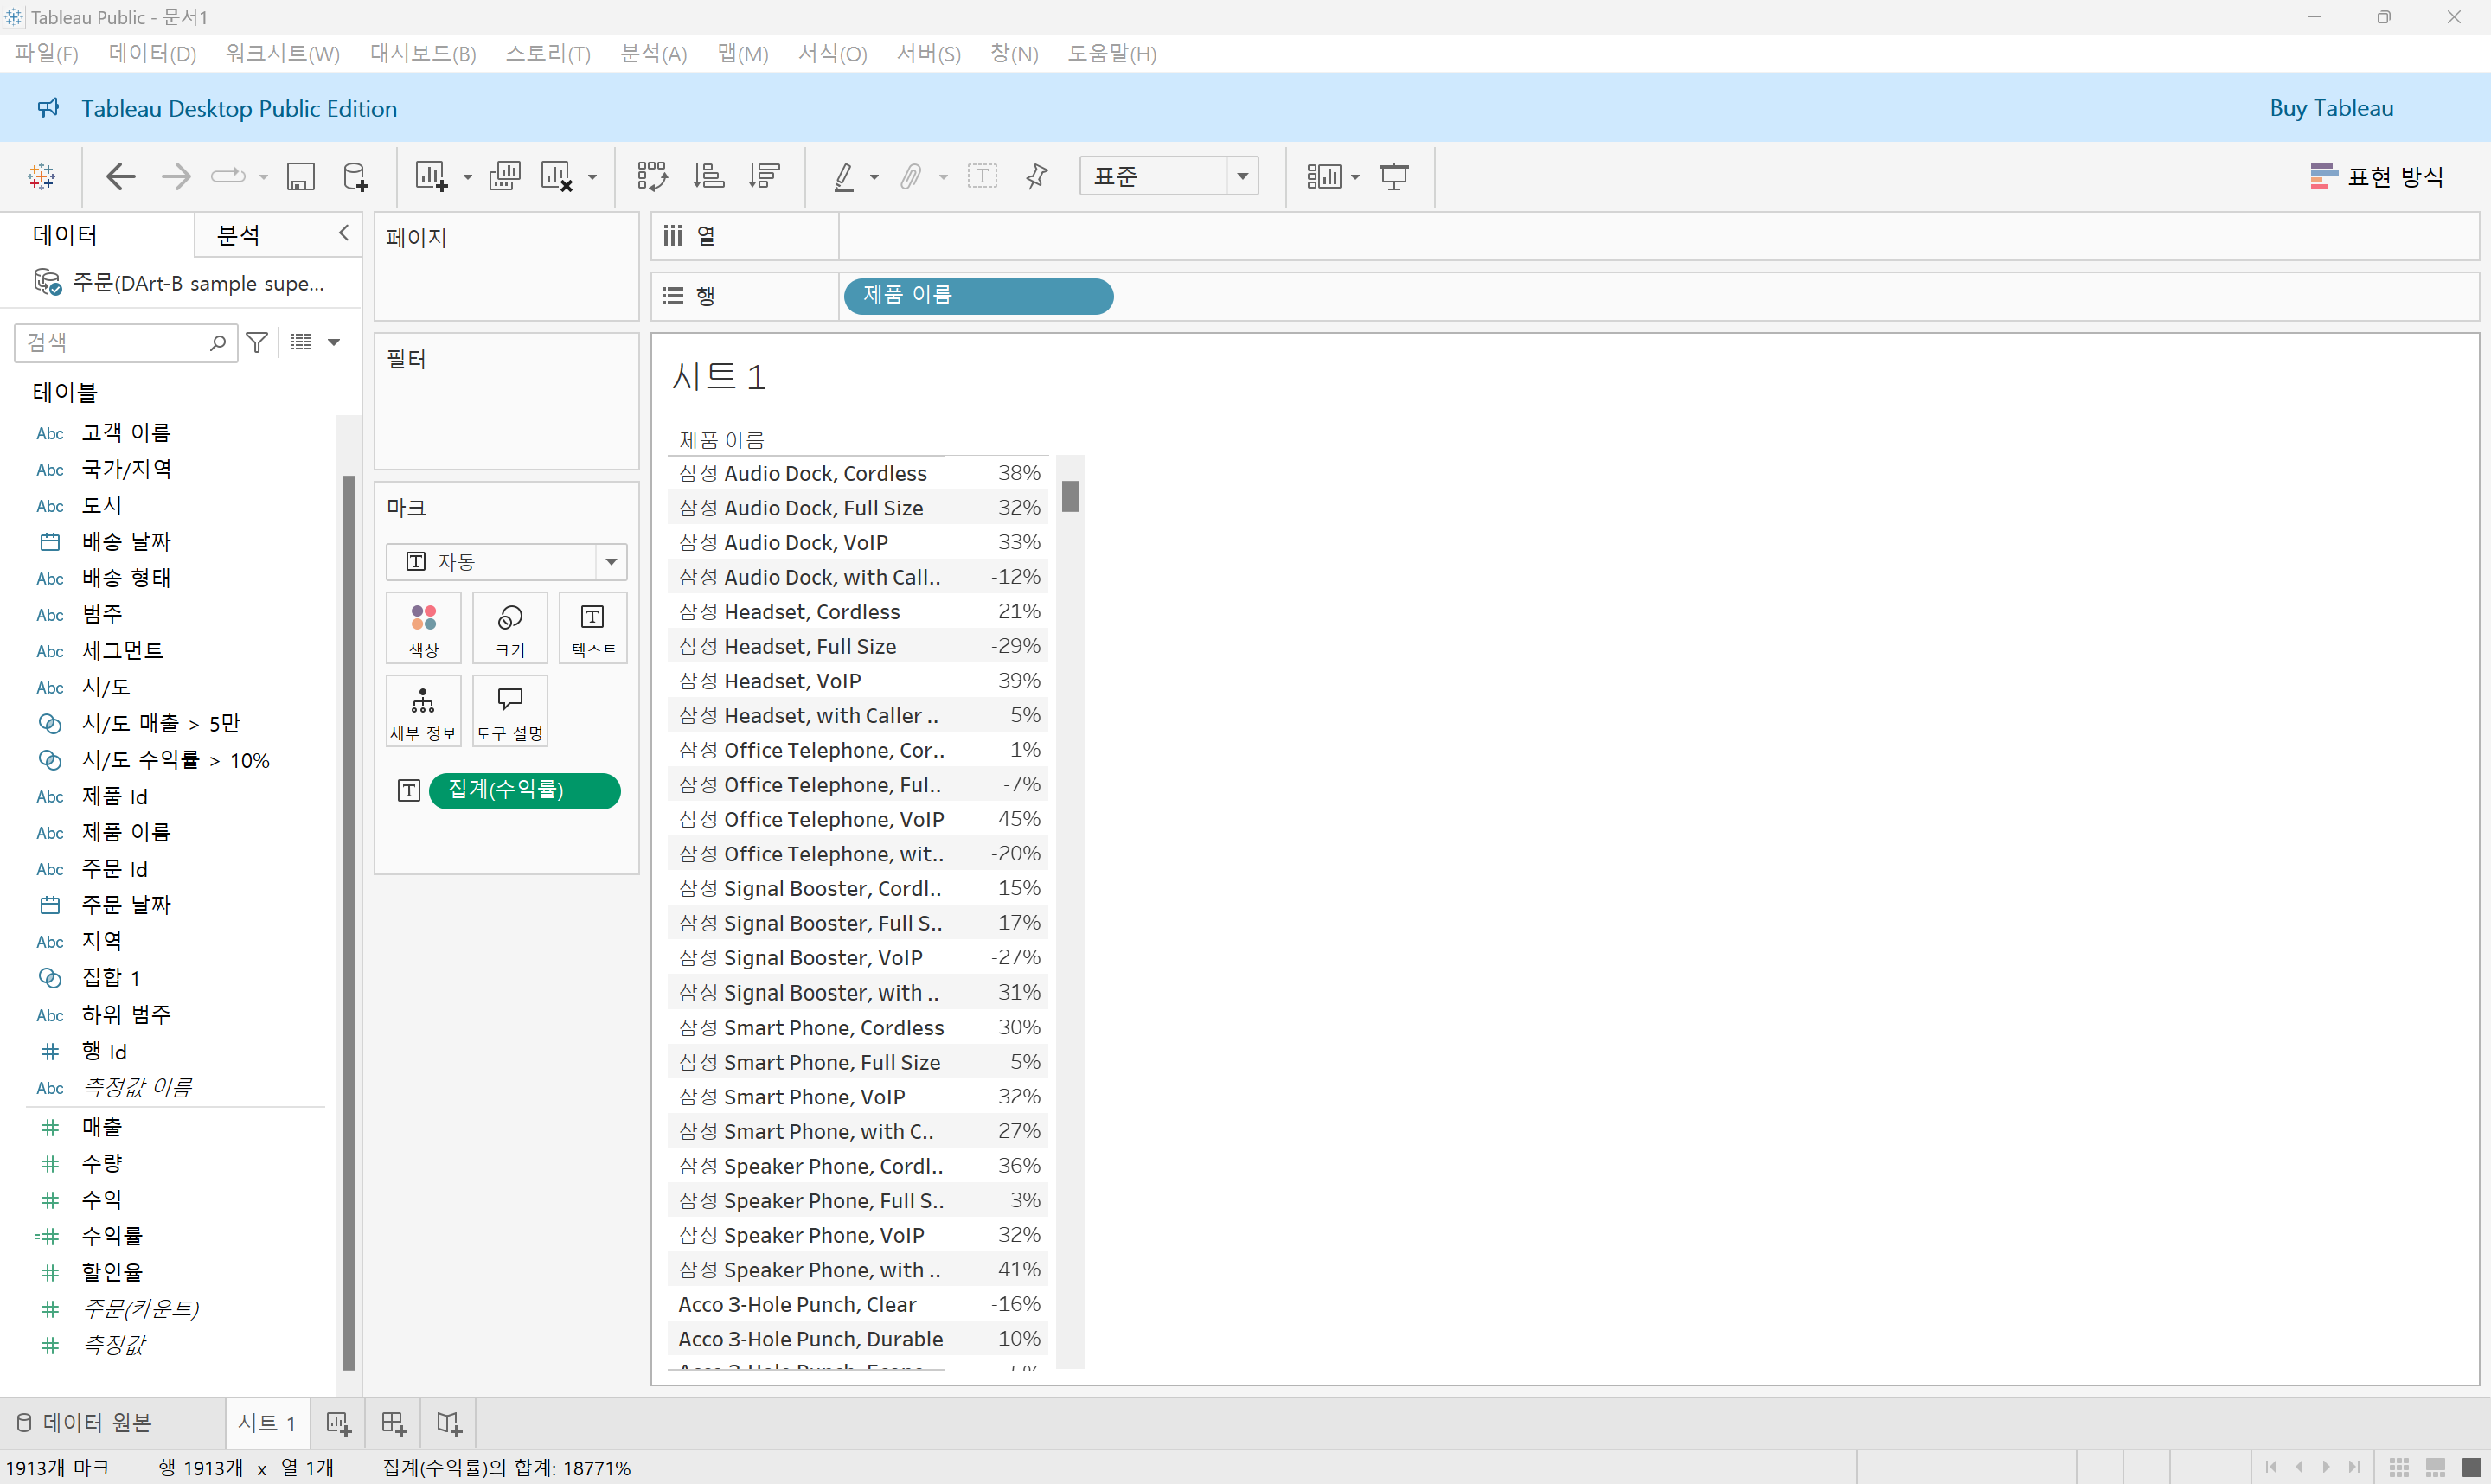 Tableau Public - 문서1
파일(F) 데이터(D) 워크시트(W) 대시보드(B) 스토리(T) 분석(A) 맵(M) 서식(O) 서버(S) 창(N) 도움말(H)
Tableau Desktop Public Edition
Buy Tableau
표준
표현 방식
데이터 분석
주문(DArt-B sample supe...
검색
테이블
Abc 고객 이름
Abc 국가/지역
Abc 도시
배송 날짜
Abc 배송 형태
Abc 범주
Abc 세그먼트
Abc 시/도
시/도 매출 > 5만
시/도 수익률 > 10%
Abc 제품 Id
Abc 제품 이름
Abc 주문 Id
주문 날짜
Abc 지역
집합 1
Abc 하위 범주
# 행 Id
Abc 측정값 이름
# 매출
# 수량
# 수익
=# 수익률
# 할인율
# 주문(카운트)
# 측정값
페이지
필터
마크
자동
색상 크기 텍스트
세부 정보 도구 설명
집계(수익률)
열
행 제품 이름
시트 1
제품 이름
삼성 Audio Dock, Cordless 38%
삼성 Audio Dock, Full Size 32%
삼성 Audio Dock, VoIP 33%
삼성 Audio Dock, with Call.. -12%
삼성 Headset, Cordless 21%
삼성 Headset, Full Size -29%
삼성 Headset, VoIP 39%
삼성 Headset, with Caller .. 5%
삼성 Office Telephone, Cor.. 1%
삼성 Office Telephone, Ful.. -7%
삼성 Office Telephone, VoIP 45%
삼성 Office Telephone, wit.. -20%
삼성 Signal Booster, Cordl.. 15%
삼성 Signal Booster, Full S.. -17%
삼성 Signal Booster, VoIP -27%
삼성 Signal Booster, with .. 31%
삼성 Smart Phone, Cordless 30%
삼성 Smart Phone, Full Size 5%
삼성 Smart Phone, VoIP 32%
삼성 Smart Phone, with C.. 27%
삼성 Speaker Phone, Cordl.. 36%
삼성 Speaker Phone, Full S.. 3%
삼성 Speaker Phone, VoIP 32%
삼성 Speaker Phone, with .. 41%
Acco 3-Hole Punch, Clear -16%
Acco 3-Hole Punch, Durable -10%
데이터 원본 시트 1
1913개 마크 행 1913개 x 열 1개 집계(수익률)의 합계: 18771%